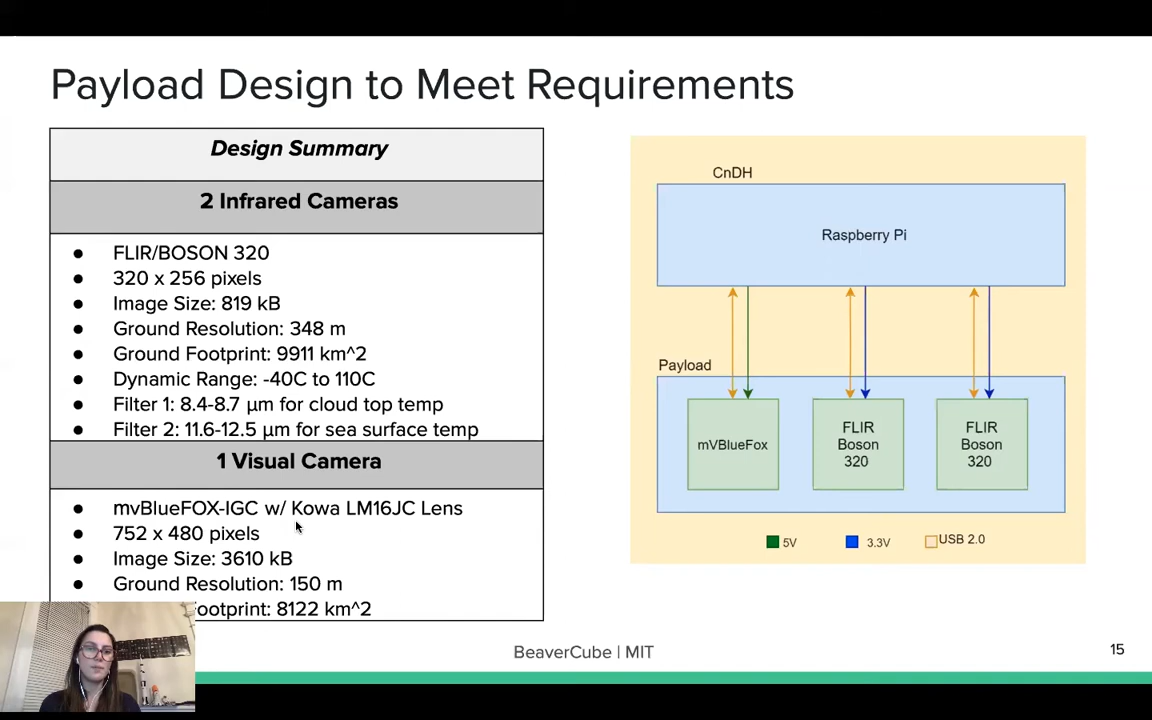 Payload Design to Meet Requirements
Design Summary
2 Infrared Cameras
● FLIR/BOSON 320
● 320 x 256 pixels
● Image Size: 819 kB
● Ground Resolution: 348 m
● Ground Footprint: 9911 km^2
● Dynamic Range: -40C to 110C
● Filter 1: 8.4-8.7 μm for cloud top temp
● Filter 2: 11.6-12.5 μm for sea surface temp
1 Visual Camera
● mvBlueFOX-IGC w/ Kowa LM16JC Lens
● 752 x 480 pixels
● Image Size: 3610 kB
● Ground Resolution: 150 m
ootprint: 8122 km^2
CnDH
Raspberry Pi
Payload
mVBlueFox
FLIR
Boson
320
FLIR
Boson
320
5V
3.3V
USB 2.0
BeaverCube | MIT
15